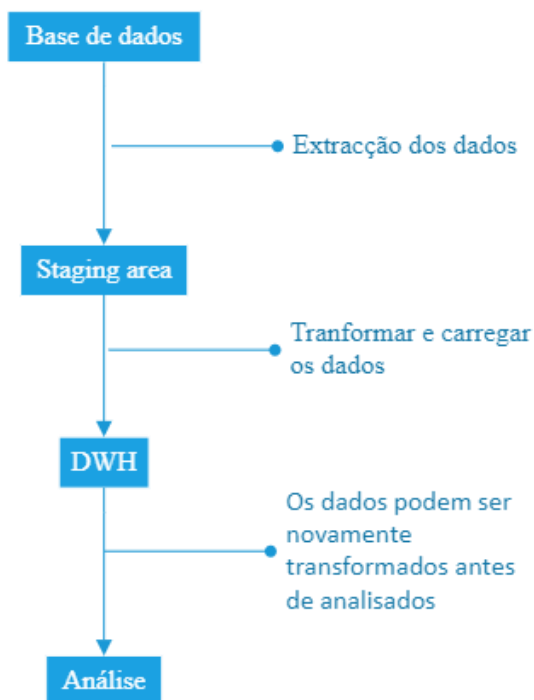 Base de dados
Extracção dos dados
Staging area
Tranformar e carregar
os dados
DWH
Os dados podem ser
novamente
transformados antes
de analisados
Análise